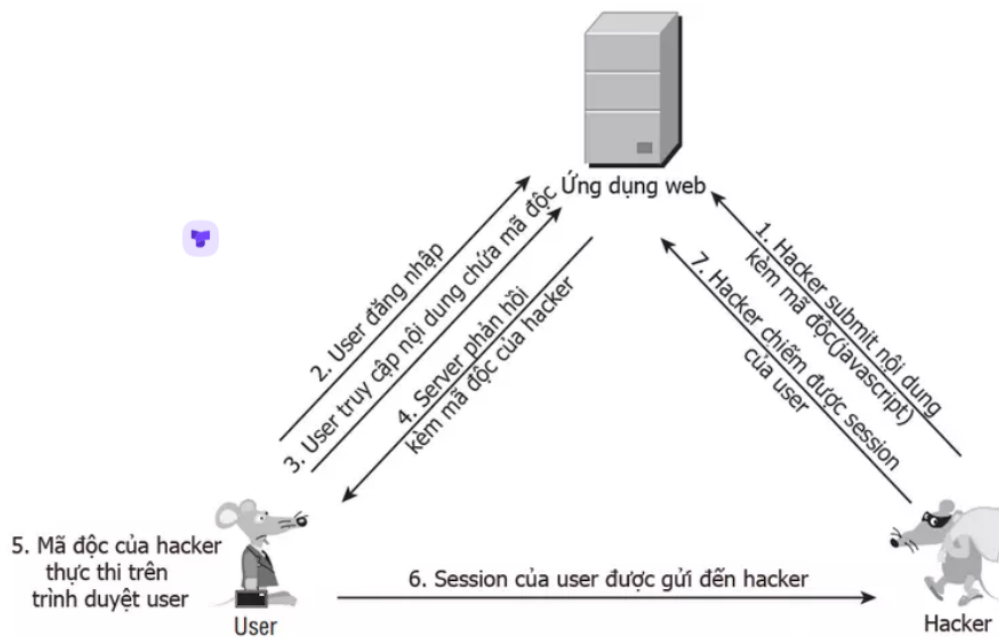 Ứng dụng web
1. Hacker submit nội dung
kèm mã độc(javascript)
2. User đăng nhập
3. User truy cập nội dung chứa mã độc
4. Server phản hồi
kèm mã độc của hacker
5. Mã độc của hacker
thực thi trên
trình duyệt user
6. Session của user được gửi đến hacker
7. Hacker chiếm được session
của user
User
Hacker